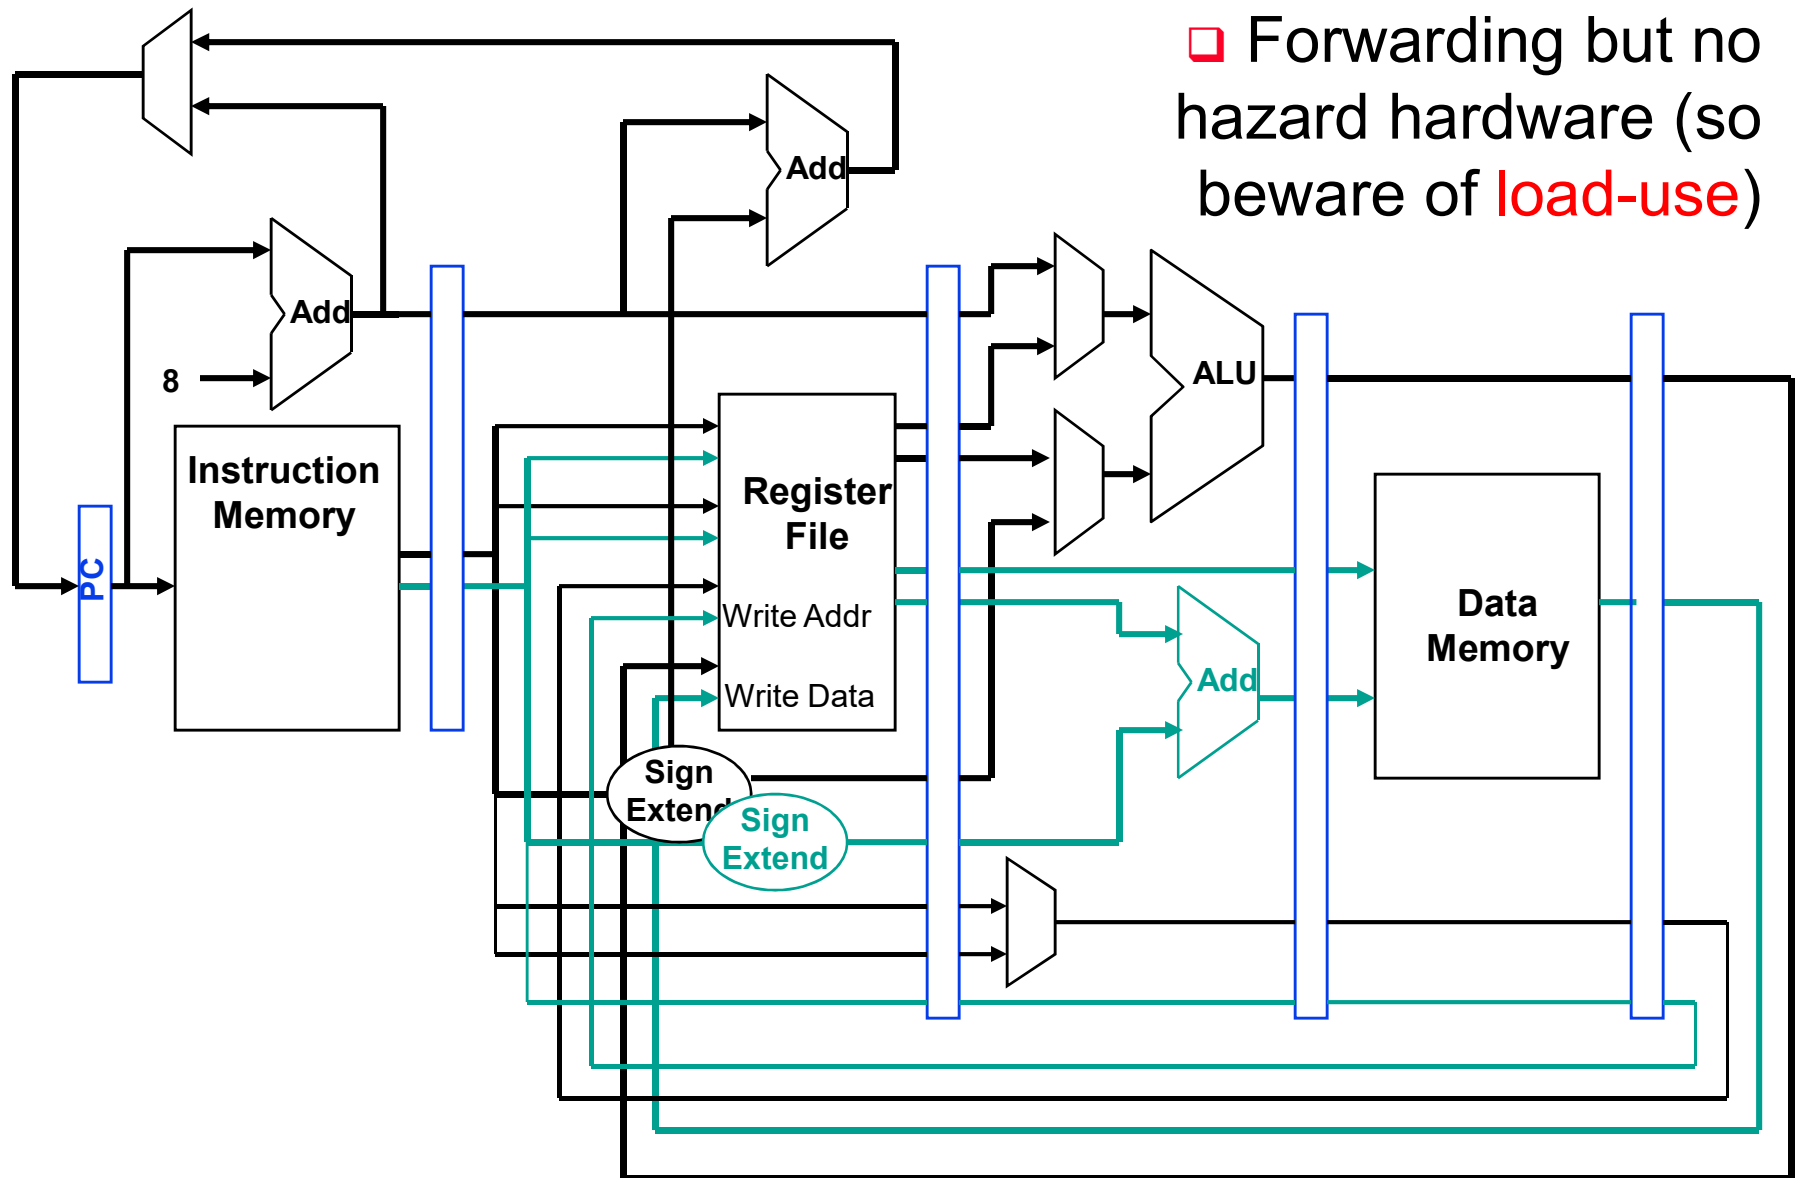 ❑ Forwarding but no
hazard hardware (so
beware of load-use)
Add
Add
8
ALU
Instruction
Memory
PC
Register
File
Write Addr
Write Data
Data
Memory
Add
Sign
Extend
Sign
Extend